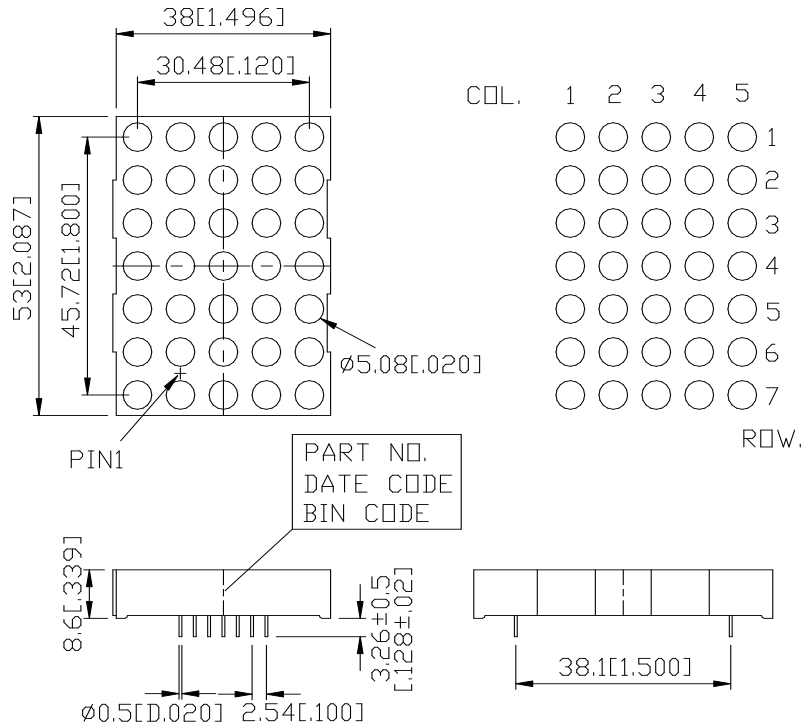 38[1.496]
30.48[.120]
COL. 1 2 3 4 5
1
2
3
4
5
6
7
ROW.
53[2.087]
45.72[1.800]
Ø5.08[.020]
PIN1
PART NO.
DATE CODE
BIN CODE
8.6[.339]
3.26±0.5
[.128±.02]
38.1[1.500]
Ø0.5[D.020] 2.54[.100]